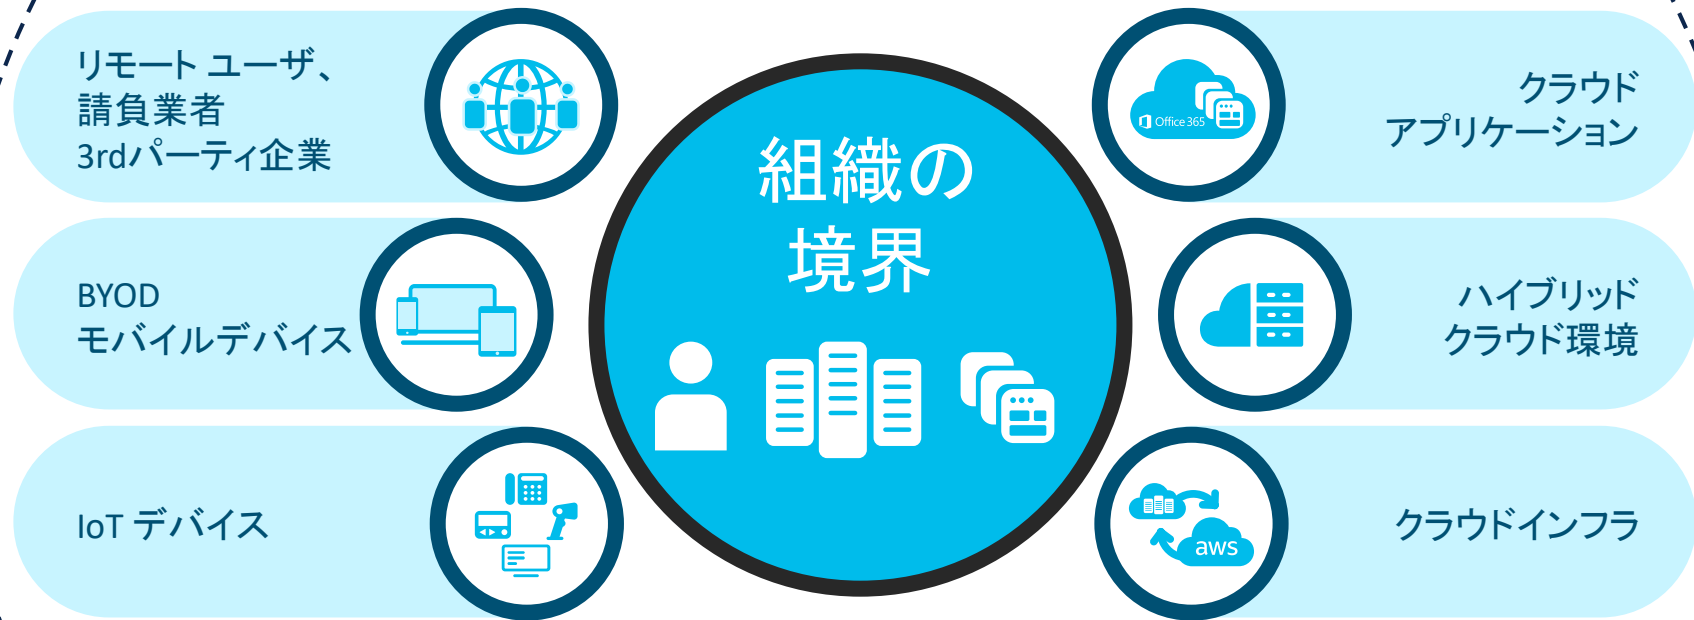 リモート ユーザ、
請負業者
3rdパーティ企業
BYOD
モバイルデバイス
IoT デバイス
組織の
境界
Office 365
クラウド
アプリケーション
ハイブリッド
クラウド環境
aws
クラウドインフラ